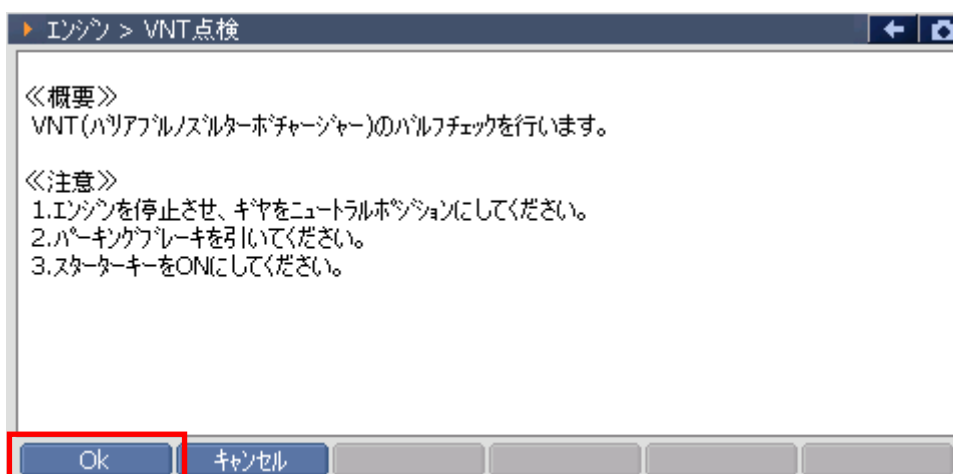 エンジン > VNT点検
≪概要≫
VNT(バリアブルノズルターボチャージャー)のバルブチェックを行います。
≪注意≫
1.エンジンを停止させ、ギヤをニュートラルポジションにしてください。
2.パーキングブレーキを引いてください。
3.スターターキーをONにしてください。
Ok キャンセル